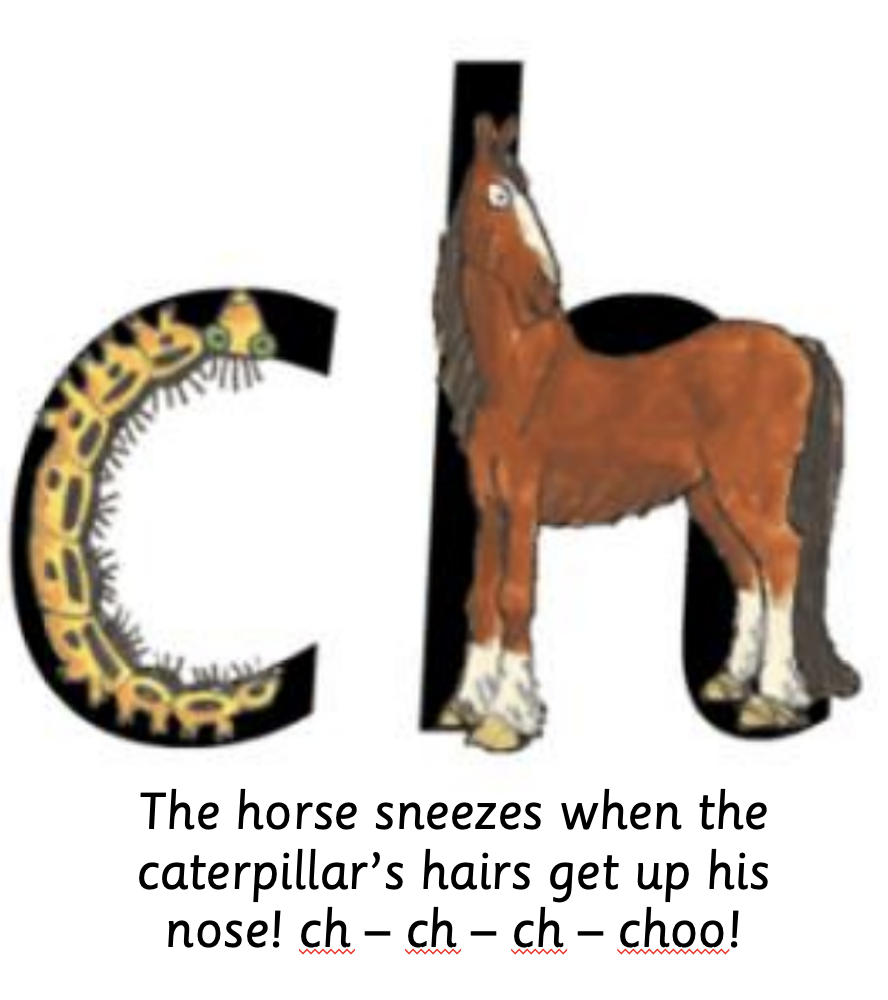 ch
The horse sneezes when the
caterpillar’s hairs get up his
nose! ch – ch – ch – choo!